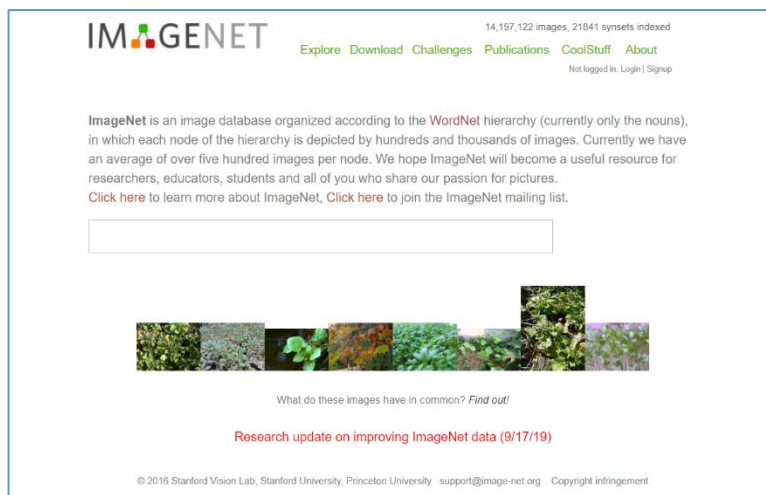 IMAGENET
14,197,122 images, 21841 synsets indexed
Explore Download Challenges Publications CoolStuff About
Not logged in. Login | Signup
ImageNet is an image database organized according to the WordNet hierarchy (currently only the nouns),
in which each node of the hierarchy is depicted by hundreds and thousands of images. Currently we have
an average of over five hundred images per node. We hope ImageNet will become a useful resource for
researchers, educators, students and all of you who share our passion for pictures.
Click here to learn more about ImageNet, Click here to join the ImageNet mailing list.
What do these images have in common? Find out!
Research update on improving ImageNet data (9/17/19)
© 2016 Stanford Vision Lab, Stanford University, Princeton University support@image-net.org Copyright infringement